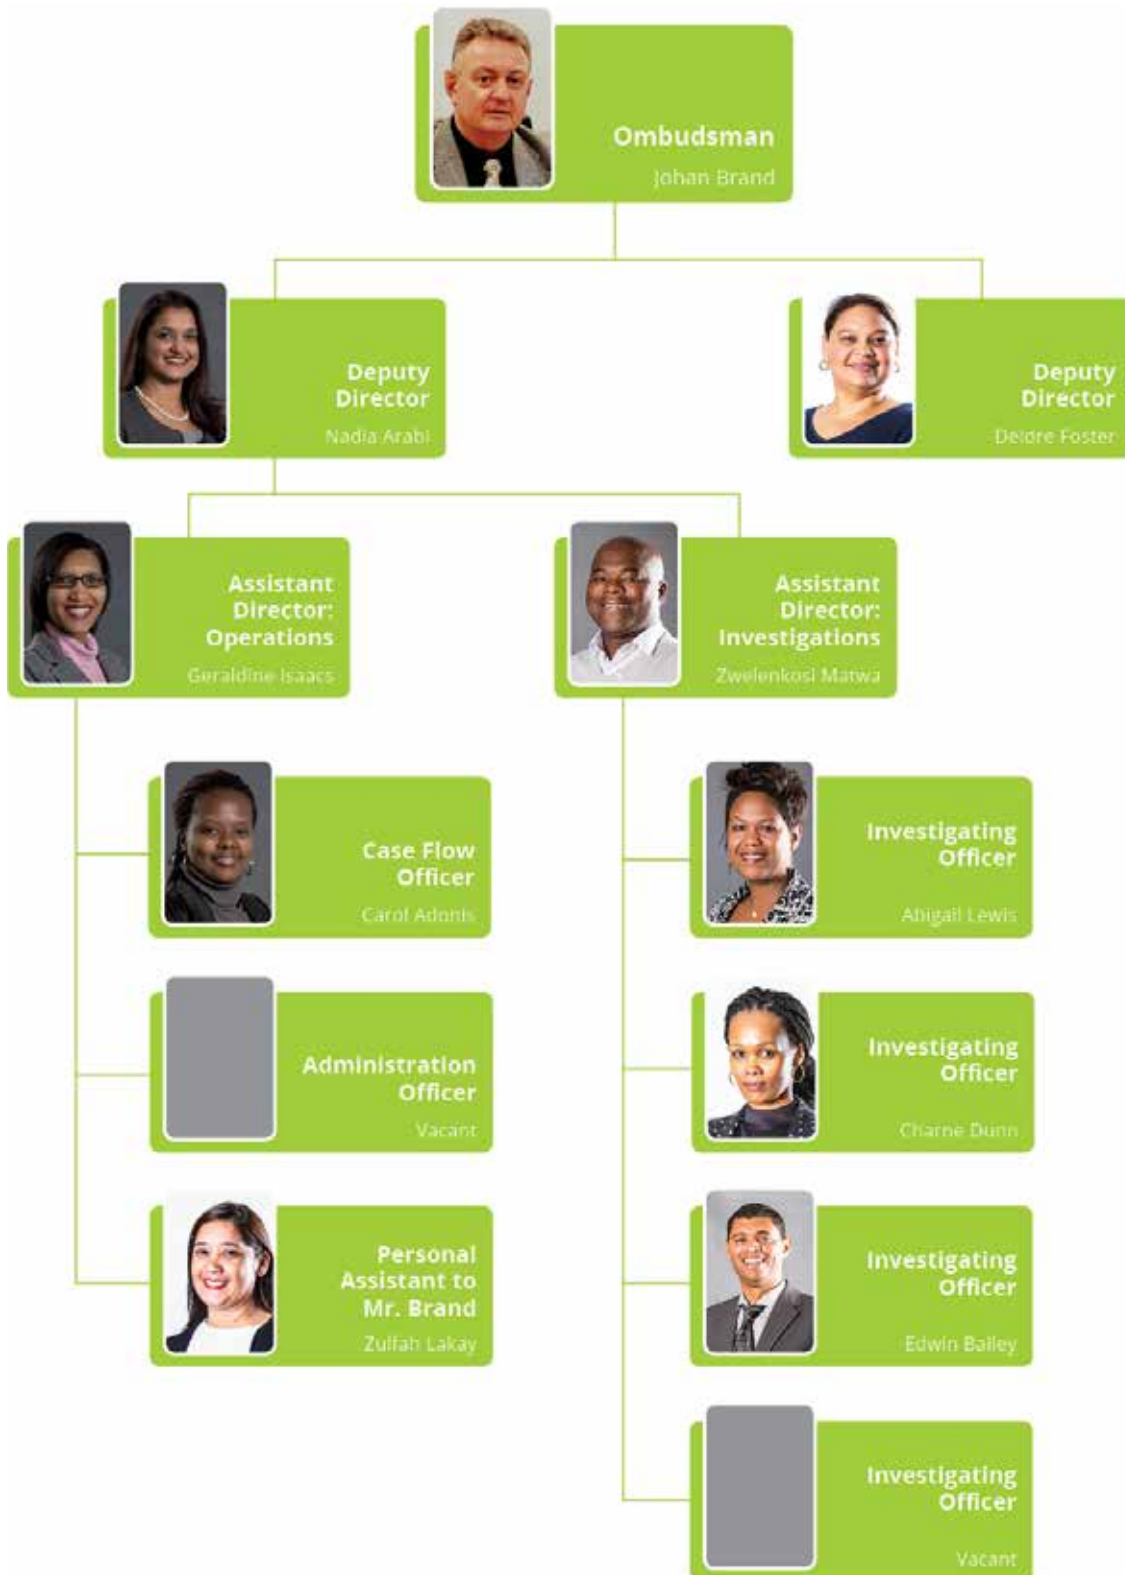 Ombudsman
Johan Brand
Deputy
Director
Nadia Arabi
Deputy
Director
Deidre Foster
Assistant
Director:
Operations
Geraldine Isaacs
Assistant
Director:
Investigations
Zwelenkosi Matwa
Case Flow
Officer
Carol Adonis
Administration
Officer
Vacant
Personal
Assistant to
Mr. Brand
Zulfah Lakay
Investigating
Officer
Abigail Lewis
Investigating
Officer
Charne Dunn
Investigating
Officer
Edwin Bailey
Investigating
Officer
Vacant